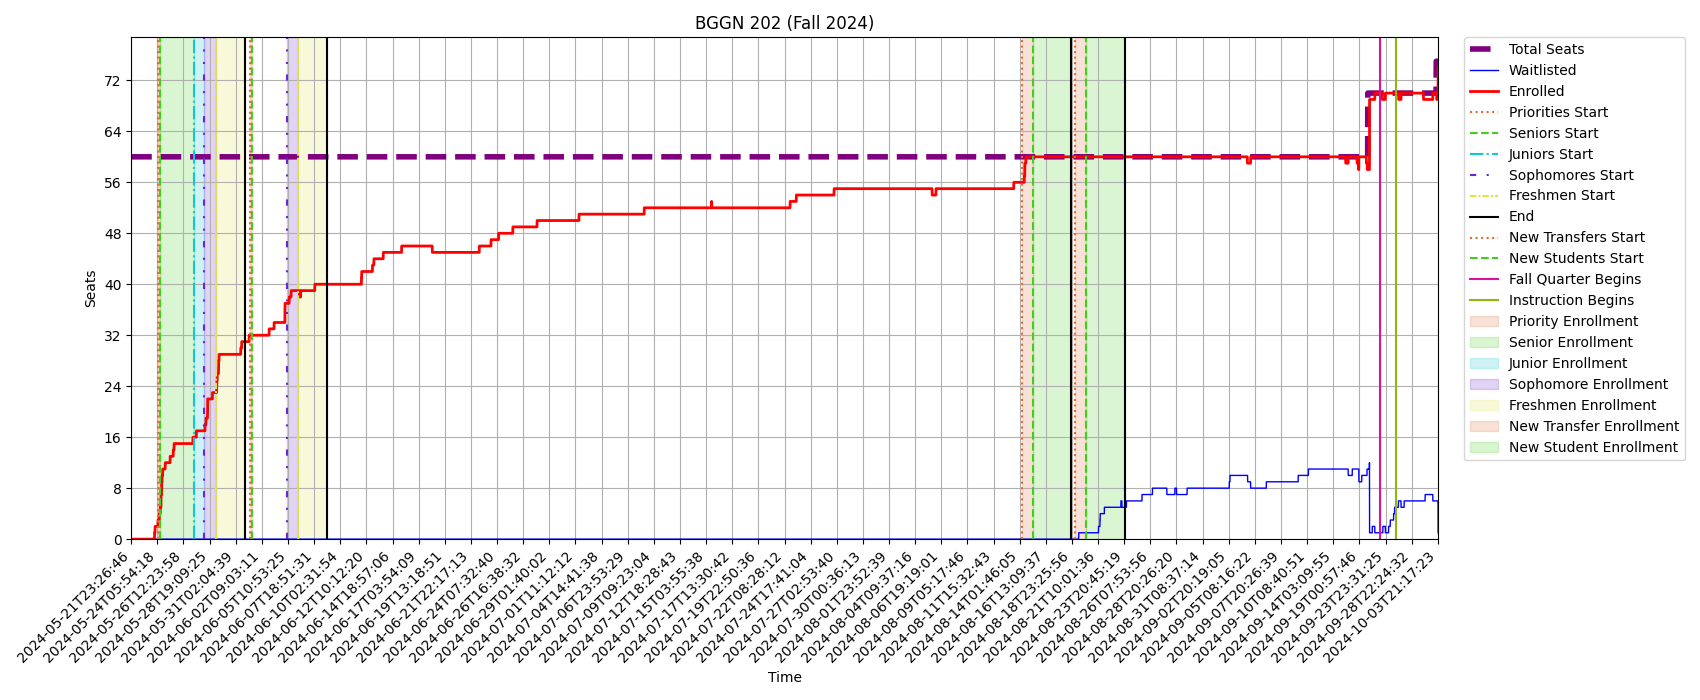 BGGN 202 (Fall 2024)
Seats
72
64
56
48
40
32
24
16
8
0
2024-05-21T23:26:46
2024-05-24T05:54:18
2024-05-26T12:23:58
2024-05-28T19:09:25
2024-05-31T02:04:39
2024-06-02T09:03:11
2024-06-05T10:53:25
2024-06-07T18:51:31
2024-06-10T02:31:54
2024-06-12T10:12:20
2024-06-14T18:57:06
2024-06-17T03:54:09
2024-06-19T13:18:51
2024-06-21T22:17:13
2024-06-24T07:32:40
2024-06-26T16:38:32
2024-06-29T01:40:02
2024-07-01T11:12:12
2024-07-04T14:41:38
2024-07-06T23:53:29
2024-07-09T09:23:04
2024-07-12T18:28:43
2024-07-15T03:55:38
2024-07-17T13:30:42
2024-07-19T22:50:36
2024-07-22T08:28:12
2024-07-24T17:41:04
2024-07-27T02:53:40
2024-07-30T00:36:13
2024-08-01T23:52:39
2024-08-04T09:37:16
2024-08-06T19:19:01
2024-08-09T05:17:46
2024-08-11T15:32:43
2024-08-14T01:46:05
2024-08-16T13:09:37
2024-08-18T23:25:56
2024-08-21T10:01:36
2024-08-23T20:45:19
2024-08-26T07:53:56
2024-08-28T20:26:20
2024-08-31T08:37:14
2024-09-02T20:19:05
2024-09-05T08:16:22
2024-09-07T20:26:39
2024-09-10T08:40:51
2024-09-14T03:09:55
2024-09-19T00:57:46
2024-09-23T23:31:25
2024-09-28T22:24:32
2024-10-03T21:17:23
Time
Total Seats
Waitlisted
Enrolled
Priorities Start
Seniors Start
Juniors Start
Sophomores Start
Freshmen Start
End
New Transfers Start
New Students Start
Fall Quarter Begins
Instruction Begins
Priority Enrollment
Senior Enrollment
Junior Enrollment
Sophomore Enrollment
Freshmen Enrollment
New Transfer Enrollment
New Student Enrollment